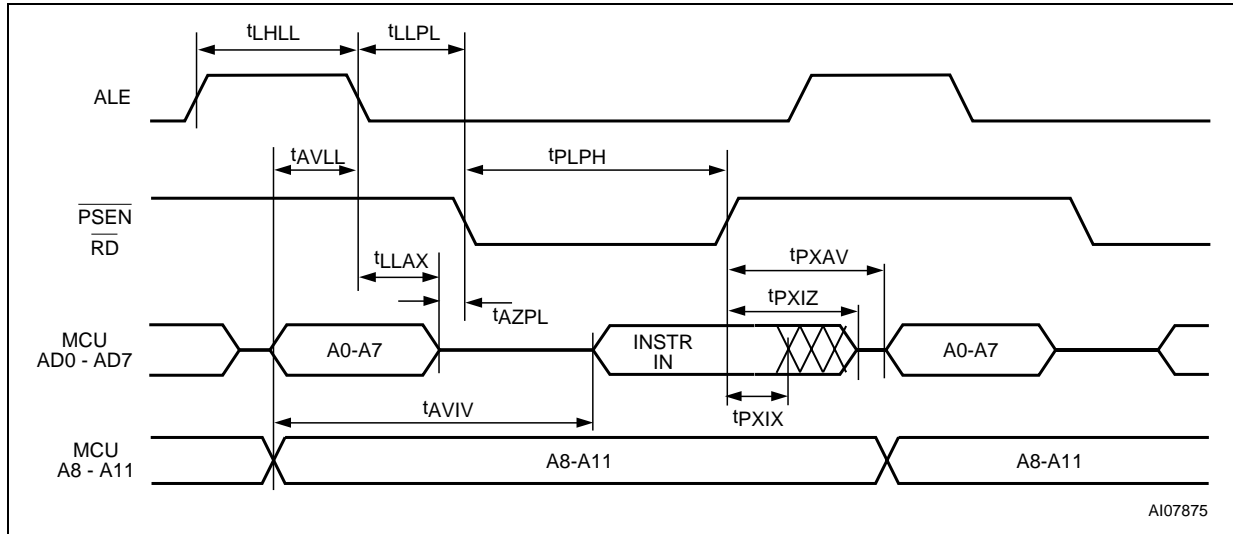 tLHLL tLLPL
ALE
tAVLL tPLPH
PSEN
RD
tLLAX tPXAV
tAZPL tPXIZ
MCU
AD0 - AD7
A0-A7 INSTR
IN A0-A7
tAVIV tPXIX
MCU
A8 - A11
A8-A11 A8-A11
AI07875